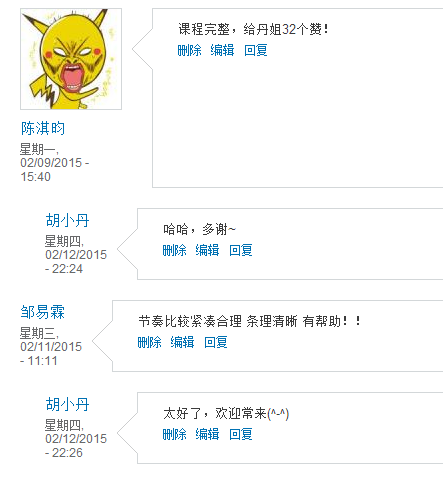 课程完整，给丹姐32个赞！
删除 编辑 回复
陈淇昀
星期一,
02/09/2015 -
15:40
胡小丹
星期四,
02/12/2015
- 22:24
哈哈，多谢~
删除 编辑 回复
邹易霖
星期三,
02/11/2015
- 11:11
节奏比较紧凑合理 条理清晰 有帮助！！
删除 编辑 回复
胡小丹
星期四,
02/12/2015
- 22:26
太好了，欢迎常来(^-^)
删除 编辑 回复